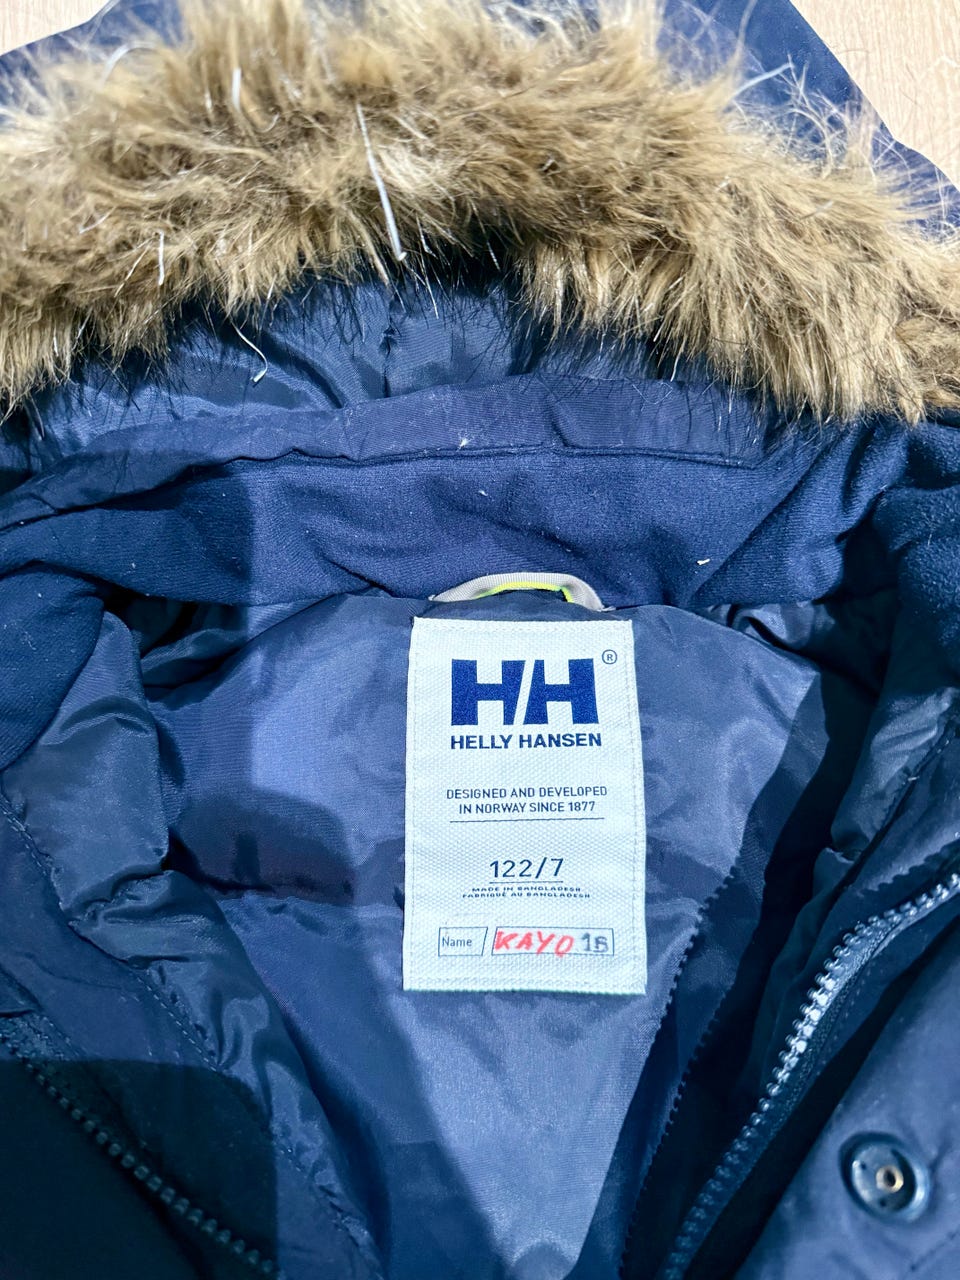 HH®
HELLY HANSEN
DESIGNED AND DEVELOPED
IN NORWAY SINCE 1877
122/7
MADE IN BANGLADESH
FABRIQUÉ AU BANGLADESH
Name KAYO